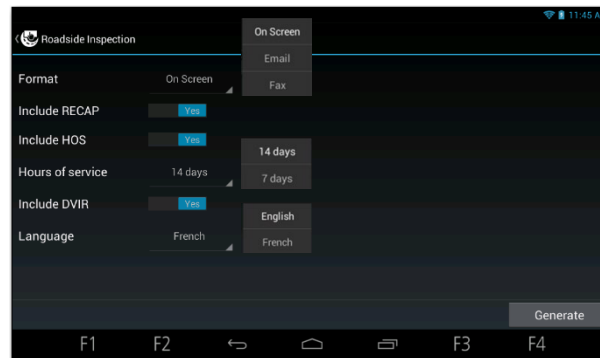 11:45 A
Roadside Inspection
On Screen
Email
Fax
Format On Screen
Include RECAP Yes
Include HOS Yes
14 days
7 days
Hours of service 14 days
Include DVIR Yes
English
French
Language French
Generate
F1 F2 F3 F4